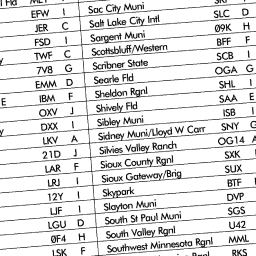 Fld MLY I Sac Muni SKI
EFW I Salt Lake City Intl SLC D
JER C Sargent Muni 09K H
FSD I Scottsbluff/Western BFF F
TWF C Scribner State SCB I
7V8 G Searle Fld OGA G
EMM D Sheldon Rgnl SHL I
E IBM F Shively Fld SAA E
OXV J Sibley Muni ISB I
DXX I Sidney Muni/Lloyd W Carr SNY G
LKV A Silvies Valley Ranch OG14 A
21D J Sioux County Rgnl SXK
LAR F Sioux Gateway/Brig SUX
LRJ I Skypark BTF
12Y I Slayton Muni DVP
LJF I South St Paul Muni SGS
LGU D South Valley Rgnl U42
0F4 H Southwest Minnesota Rgnl MML
LSK F RKS